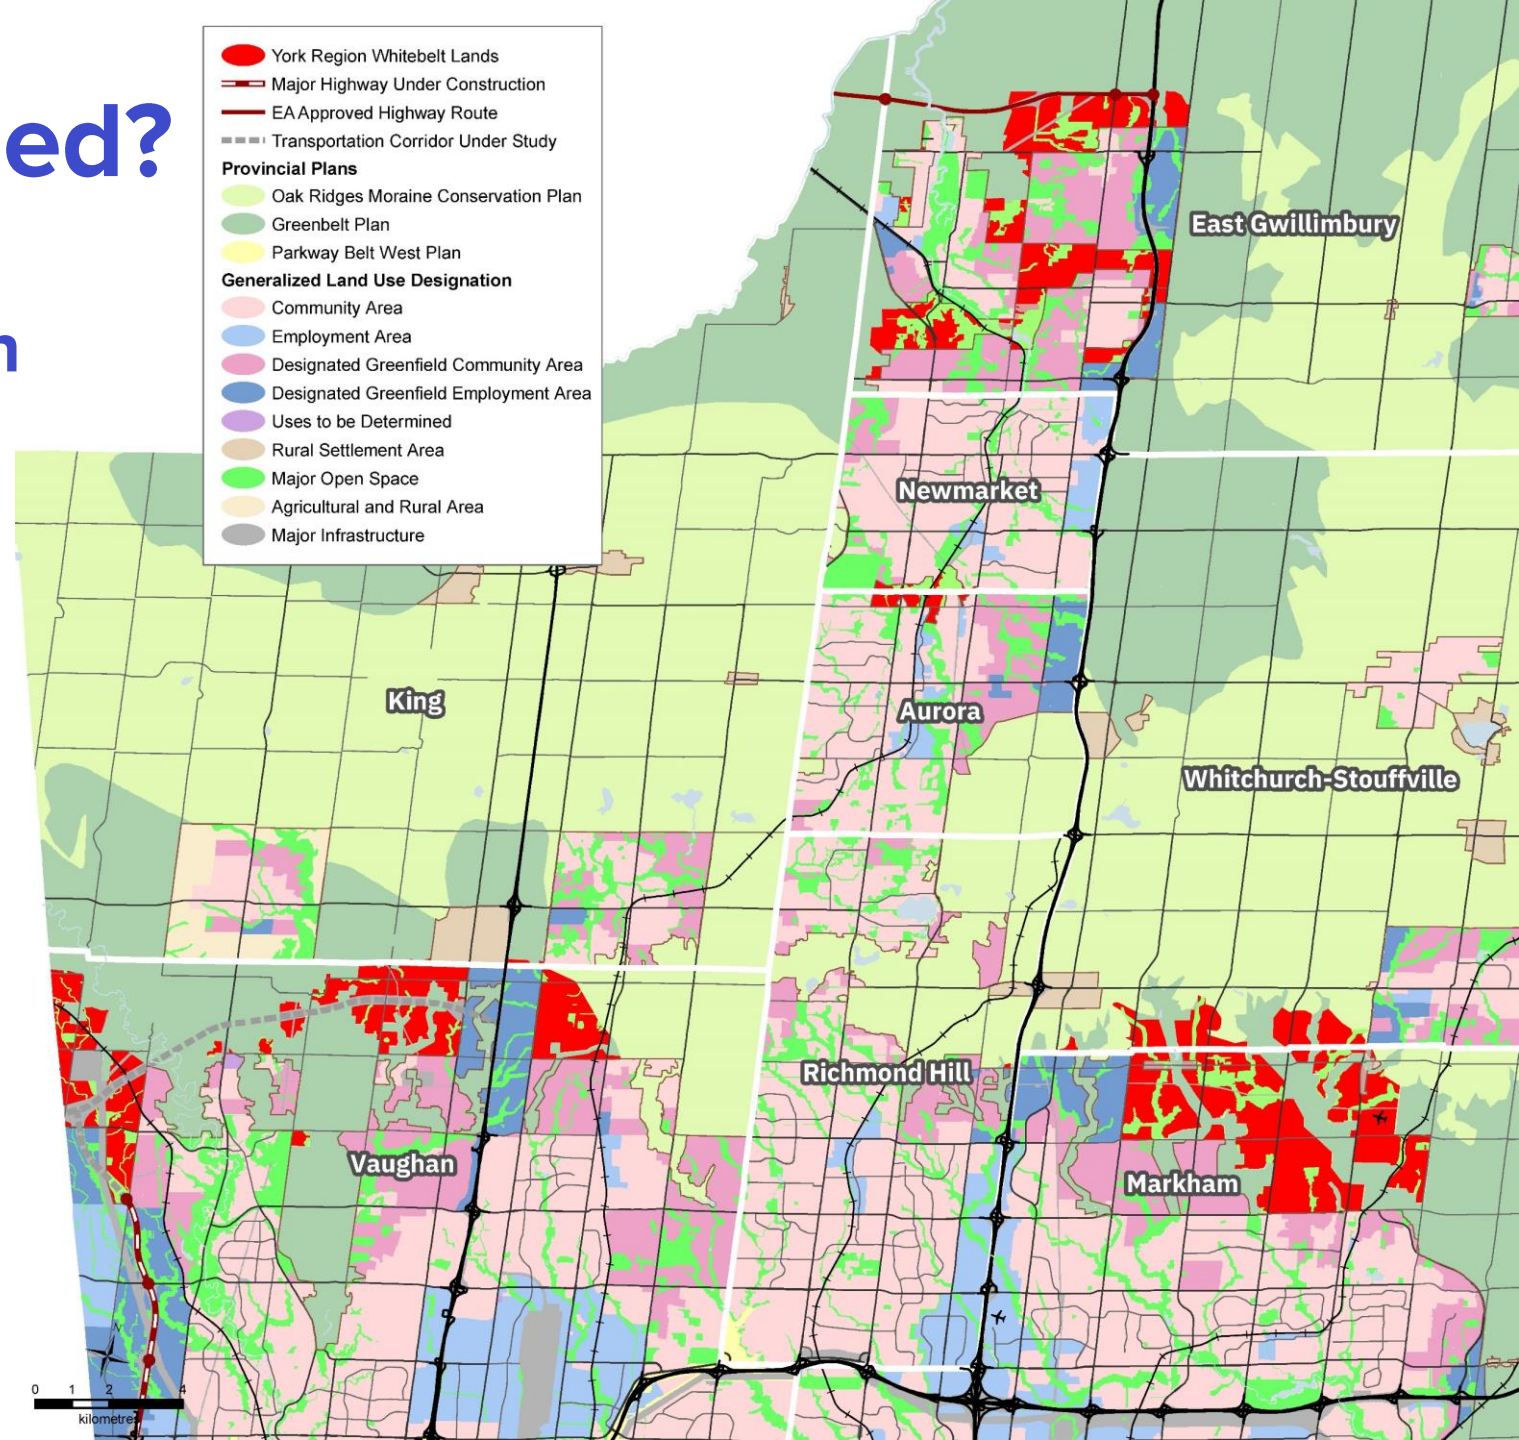 ed?
n
York Region Whitebelt Lands
Major Highway Under Construction
EA Approved Highway Route
Transportation Corridor Under Study
Provincial Plans
Oak Ridges Moraine Conservation Plan
Greenbelt Plan
Parkway Belt West Plan
Generalized Land Use Designation
Community Area
Employment Area
Designated Greenfield Community Area
Designated Greenfield Employment Area
Uses to be Determined
Rural Settlement Area
Major Open Space
Agricultural and Rural Area
Major Infrastructure
East Gwillimbury
Newmarket
King
Aurora
Whitchurch-Stouffville
Richmond Hill
Vaughan
Markham
N
0 1 2 4
kilometres